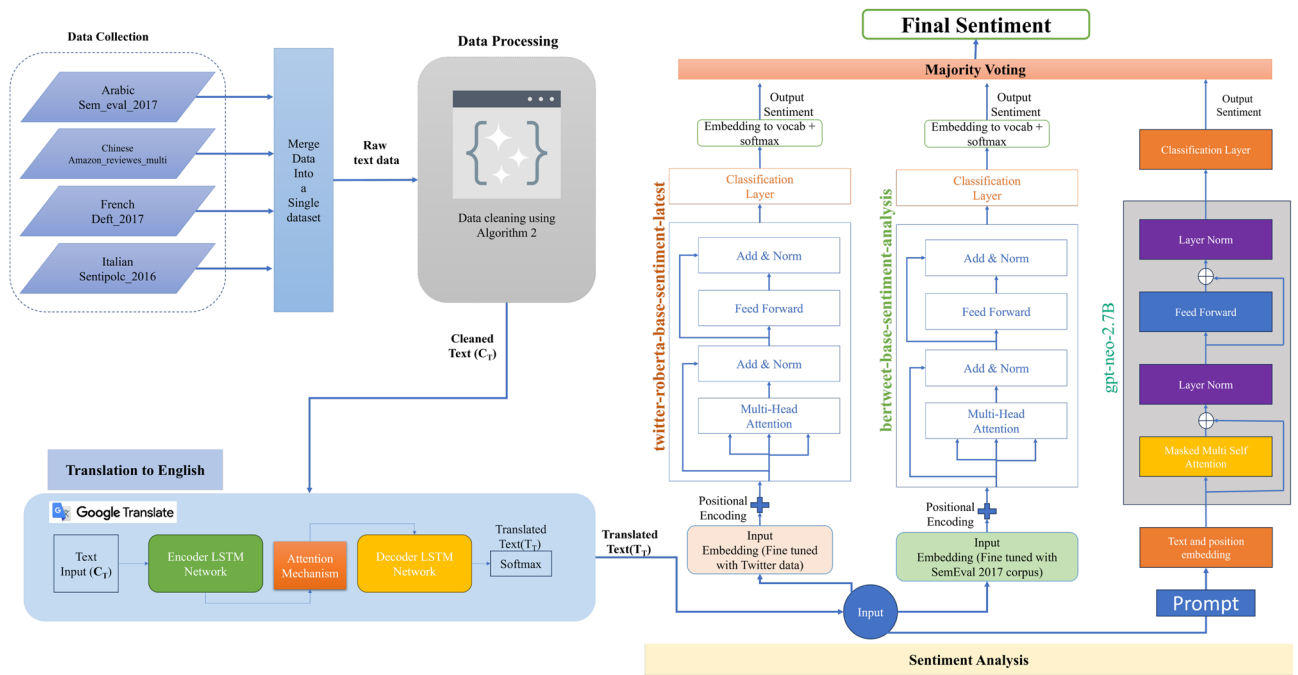 Data Collection
Arabic
Sem_eval_2017
Chinese
Amazon_reviewes_multi
French
Deft_2017
Italian
Sentipolc_2016
Merge
Data
Into
a
Single
dataset
Raw
text data
Data Processing
Data cleaning using
Algorithm 2
Cleaned
Text (C_T)
Translation to English
Google Translate
Text
Input (C_T)
Encoder LSTM
Network
Attention
Mechanism
Decoder LSTM
Network
Translated
Text(T_T)
Softmax
Translated
Text(T_T)
Final Sentiment
Majority Voting
Output
Sentiment
Embedding to vocab +
softmax
Classification
Layer
twitter-roberta-base-sentiment-latest
Add & Norm
Feed Forward
Add & Norm
Multi-Head
Attention
Positional
Encoding
Input
Embedding (Fine tuned
with Twitter data)
Output
Sentiment
Embedding to vocab +
softmax
Classification
Layer
bertweet-base-sentiment-analysis
Add & Norm
Feed Forward
Add & Norm
Multi-Head
Attention
Positional
Encoding
Input
Embedding (Fine tuned with
SemEval 2017 corpus)
Output
Sentiment
Classification Layer
gpt-neo-2.7B
Layer Norm
Feed Forward
Layer Norm
Masked Multi Self
Attention
Text and position
embedding
Prompt
Input
Sentiment Analysis